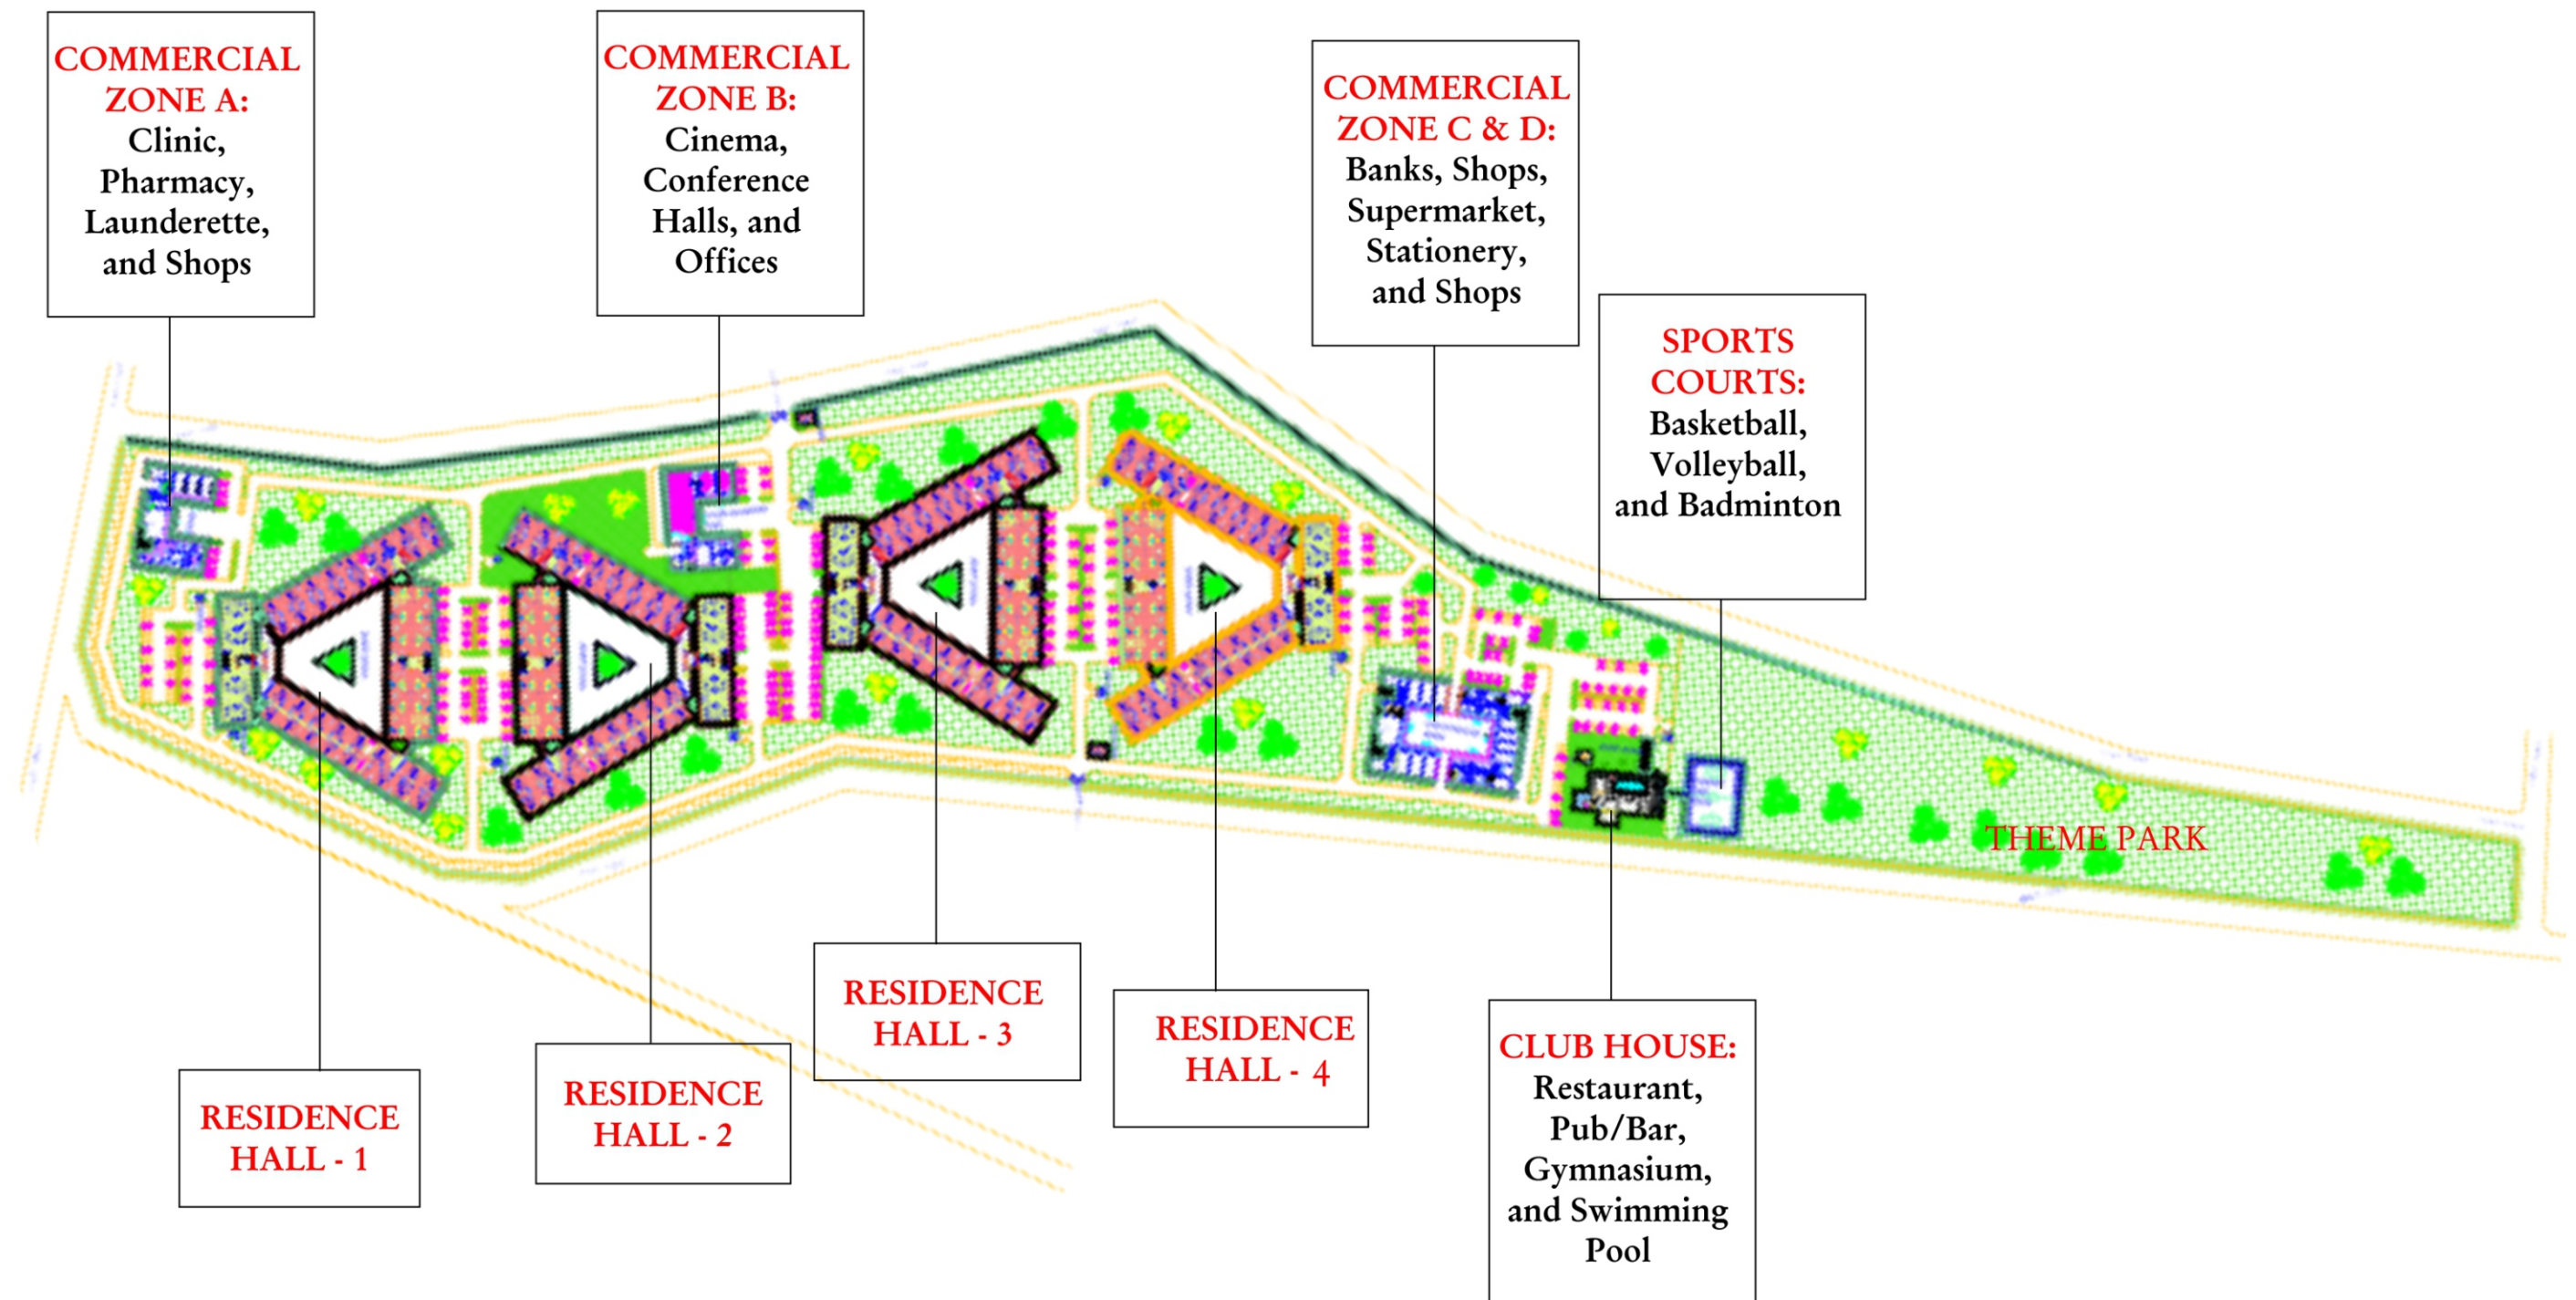 COMMERCIAL
ZONE A:
Clinic,
Pharmacy,
Launderette,
and Shops
COMMERCIAL
ZONE B:
Cinema,
Conference
Halls, and
Offices
COMMERCIAL
ZONE C & D:
Banks, Shops,
Supermarket,
Stationery,
and Shops
SPORTS
COURTS:
Basketball,
Volleyball,
and Badminton
THEME PARK
RESIDENCE
HALL - 1
RESIDENCE
HALL - 2
RESIDENCE
HALL - 3
RESIDENCE
HALL - 4
CLUB HOUSE:
Restaurant,
Pub/Bar,
Gymnasium,
and Swimming
Pool